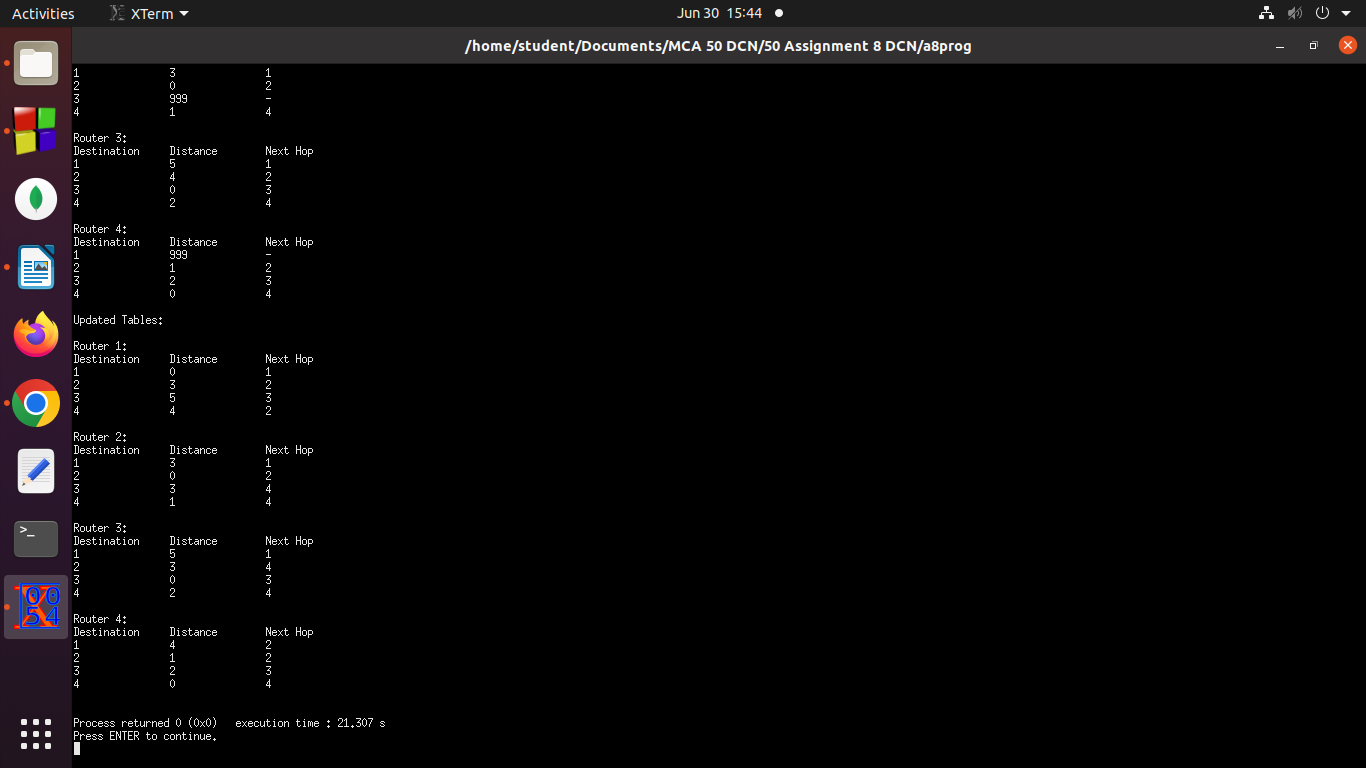 Activities XTerm Jun 30 15:44
/home/student/Documents/MCA 50 DCN/50 Assignment 8 DCN/a8prog
1 3 1
2 0 2
3 999 -
4 1 4
Router 3:
Destination Distance Next Hop
1 5 1
2 4 2
3 0 3
4 2 4
Router 4:
Destination Distance Next Hop
1 999 -
2 1 2
3 2 3
4 0 4
Updated Tables:
Router 1:
Destination Distance Next Hop
1 0 1
2 3 2
3 5 3
4 4 2
Router 2:
Destination Distance Next Hop
1 3 1
2 0 2
3 3 4
4 1 4
Router 3:
Destination Distance Next Hop
1 5 1
2 3 4
3 0 3
4 2 4
Router 4:
Destination Distance Next Hop
1 4 2
2 1 2
3 2 3
4 0 4
Process returned 0 (0x0) execution time : 21.307 s
Press ENTER to continue.
>_
00
54